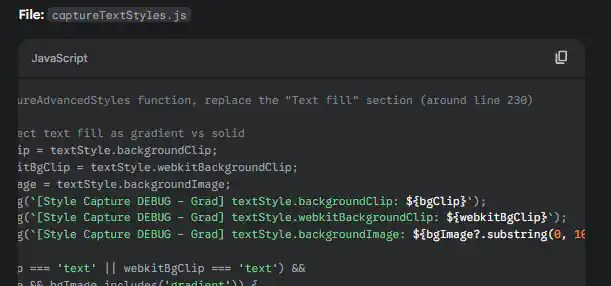 File: captureTextStyles.js
JavaScript
ureAdvancedStyles function, replace the "Text fill" section (around line 230)
ect text fill as gradient vs solid
ip = textStyle.backgroundClip;
itBgClip = textStyle.webkitBackgroundClip;
age = textStyle.backgroundImage;
g(`[Style Capture DEBUG - Grad] textStyle.backgroundClip: ${bgClip}`);
g(`[Style Capture DEBUG - Grad] textStyle.webkitBackgroundClip: ${webkitBgClip}`);
g(`[Style Capture DEBUG - Grad] textStyle.backgroundImage: ${bgImage?.substring(0, 10
p === 'text' || webkitBgClip === 'text') &&
e && bgImage.includes('gradient')) {